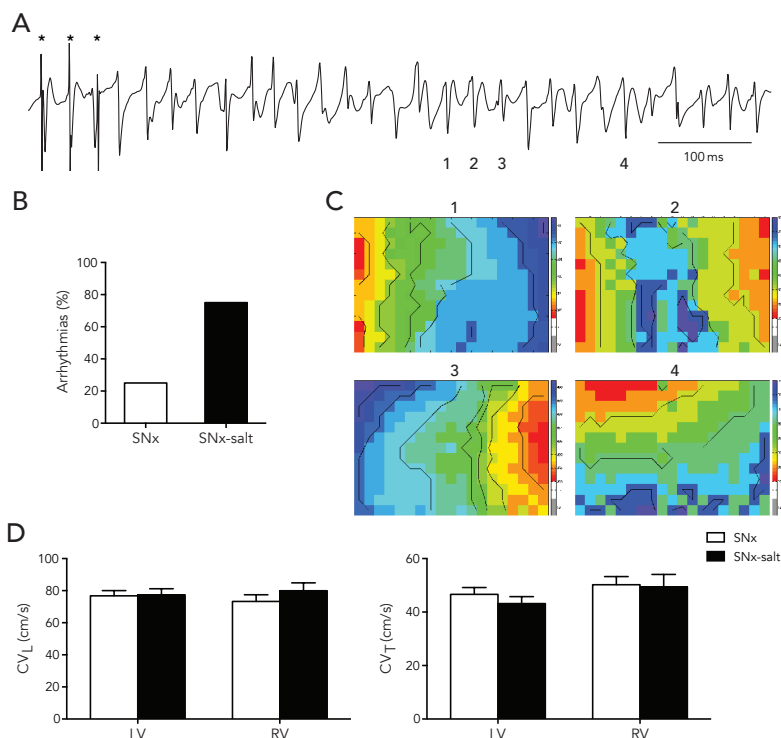 A
* * *
1 2 3 4
100 ms
B
Arrhythmias (%)
100
80
60
40
20
0
SNx
SNx-salt
C
1
2
3
4
D
CV_L (cm/s)
100
80
60
40
20
0
LV
RV
CV_T (cm/s)
60
40
20
0
LV
RV
SNx
SNx-salt